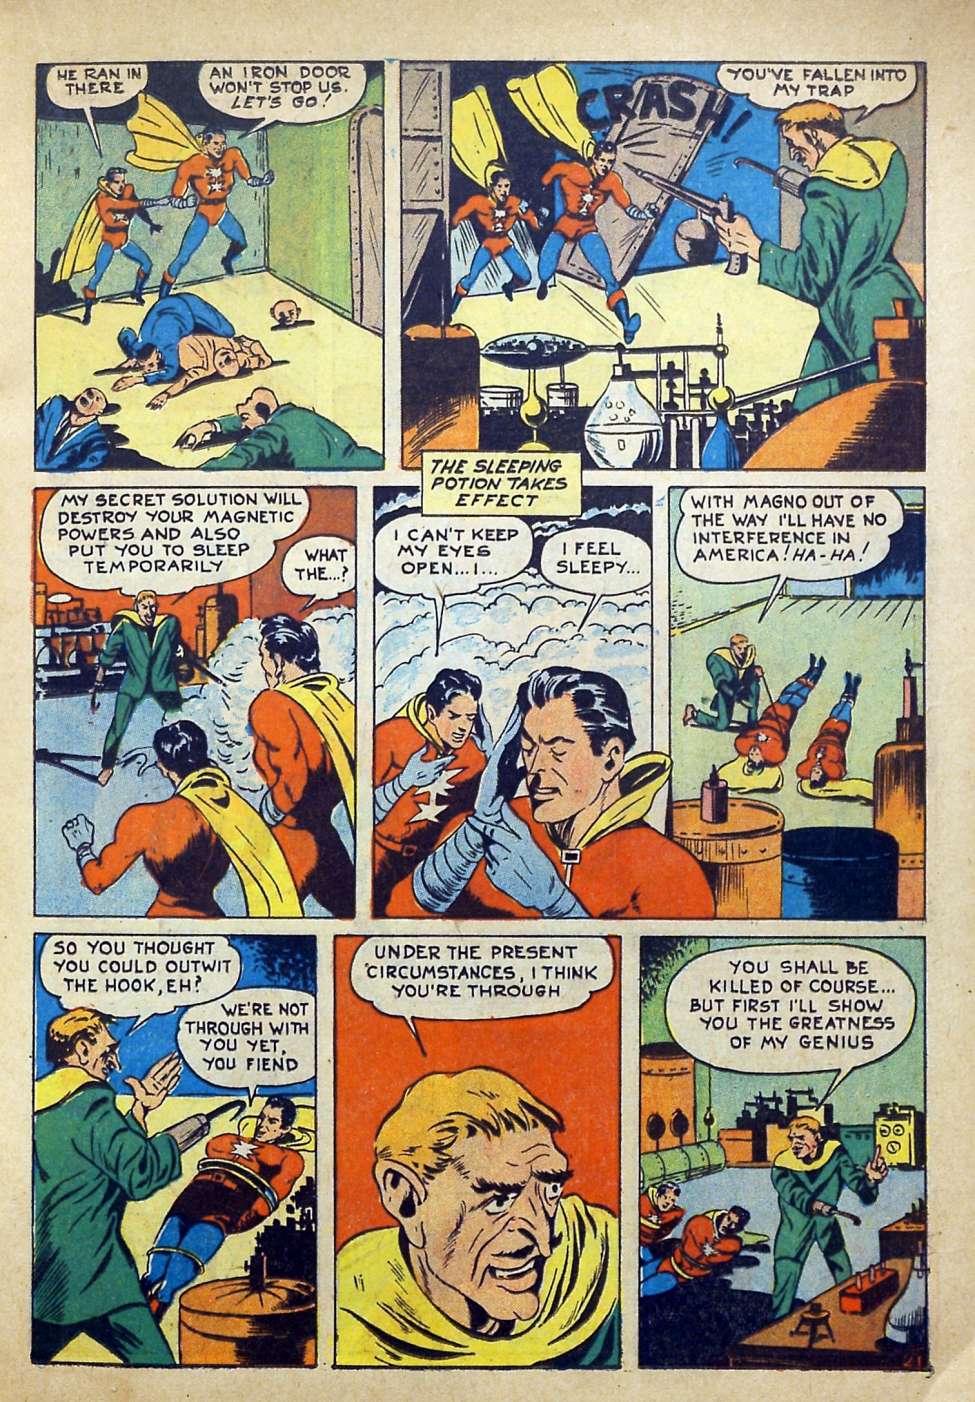 HE RAN IN
THERE
AN IRON DOOR
WON'T STOP US.
LET'S GO!
CRASH!
YOU'VE FALLEN INTO
MY TRAP
MY SECRET SOLUTION WILL
DESTROY YOUR MAGNETIC
POWERS AND ALSO
PUT YOU TO SLEEP
TEMPORARILY
WHAT
THE...?
THE SLEEPING
POTION TAKES
EFFECT
I CAN'T KEEP
MY EYES
OPEN...I...
I FEEL
SLEEPY...
WITH MAGNO OUT OF
THE WAY I'LL HAVE NO
INTERFERENCE IN
AMERICA! HA-HA!
SO YOU THOUGHT
YOU COULD OUTWIT
THE HOOK, EH?
WE'RE NOT
THROUGH WITH
YOU YET,
YOU FIEND
UNDER THE PRESENT
CIRCUMSTANCES, I THINK
YOU'RE THROUGH
YOU SHALL BE
KILLED OF COURSE...
BUT FIRST I'LL SHOW
YOU THE GREATNESS
OF MY GENIUS